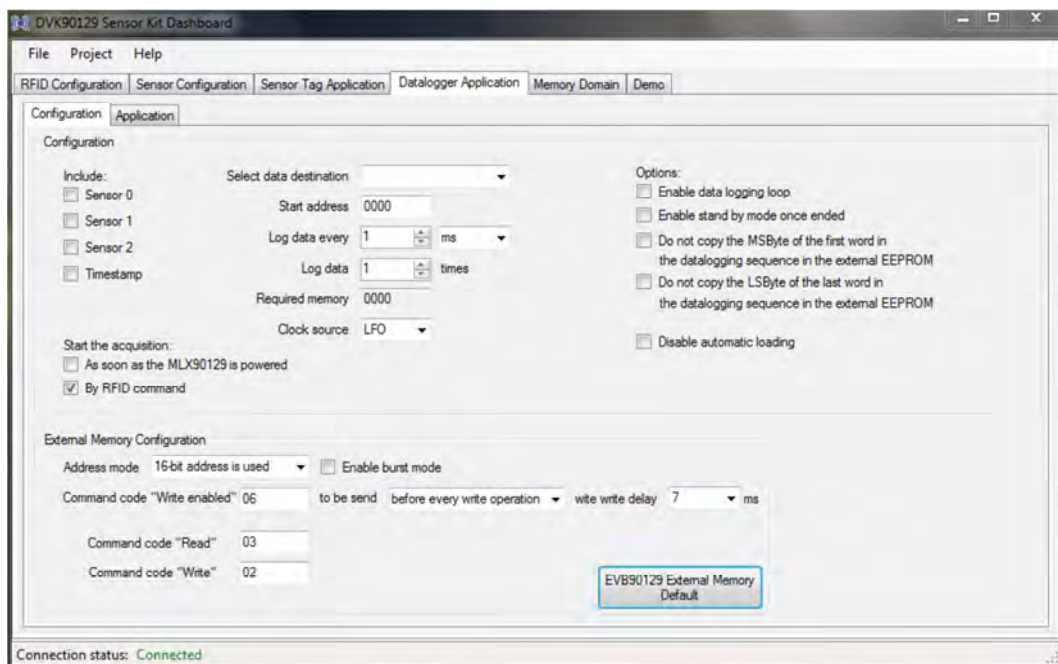 DVK90129 Sensor Kit Dashboard
File Project Help
RFID Configuration Sensor Configuration Sensor Tag Application Datalogger Application Memory Domain Demo
Configuration Application
Configuration
Include:
Sensor 0
Sensor 1
Sensor 2
Timestamp
Select data destination
Start address 0000
Log data every 1 ms
Log data 1 times
Required memory 0000
Clock source LFO
Options:
Enable data logging loop
Enable stand by mode once ended
Do not copy the MSByte of the first word in
the datalogging sequence in the external EEPROM
Do not copy the LSByte of the last word in
the datalogging sequence in the external EEPROM
Disable automatic loading
Start the acquisition:
As soon as the MLX90129 is powered
By RFID command
External Memory Configuration
Address mode 16-bit address is used Enable burst mode
Command code "Write enabled" 06 to be send before every write operation wite write delay 7 ms
Command code "Read" 03
Command code "Write" 02
EVB90129 External Memory
Default
Connection status: Connected